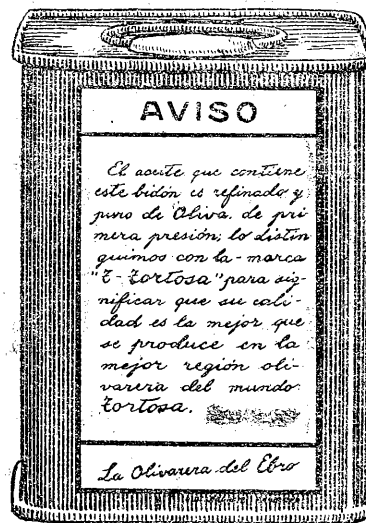 AVISO
El aceite que contiene
este bidón es refinado y
puro de Oliva. de pri-
mera presión; lo distin
guimos con la - marca
"T - Tortosa" para sig-
nificar que su cali-
dad es la mejor que
se produce en la
mejor región oli-
varera del mundo:
Tortosa.
La Olivarera del Ebro